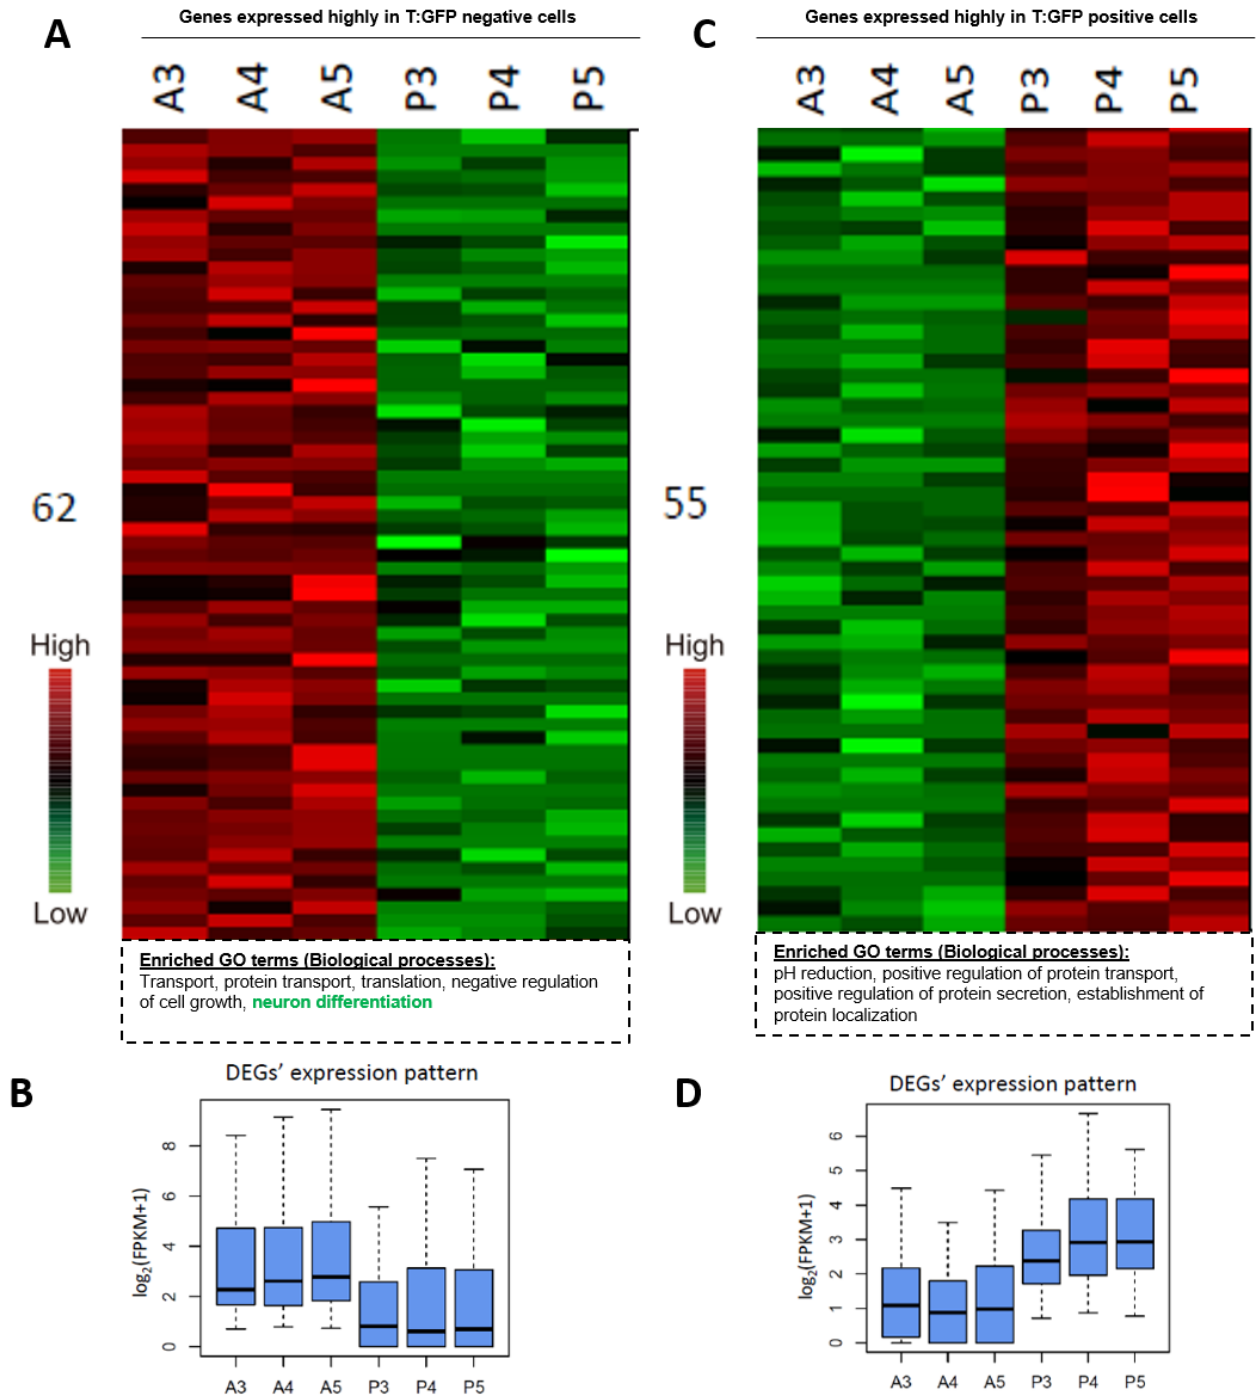 A
Genes expressed highly in T:GFP negative cells
A3 A4 A5 P3 P4 P5
62
High
Low
Enriched GO terms (Biological processes):
Transport, protein transport, translation, negative regulation
of cell growth, neuron differentiation
B
DEGs’ expression pattern
log2(FPKM+1)
8
6
4
2
0
A3 A4 A5 P3 P4 P5
C
Genes expressed highly in T:GFP positive cells
A3 A4 A5 P3 P4 P5
55
High
Low
Enriched GO terms (Biological processes):
pH reduction, positive regulation of protein transport,
positive regulation of protein secretion, establishment of
protein localization
D
DEGs’ expression pattern
log2(FPKM+1)
6
5
4
3
2
1
0
A3 A4 A5 P3 P4 P5